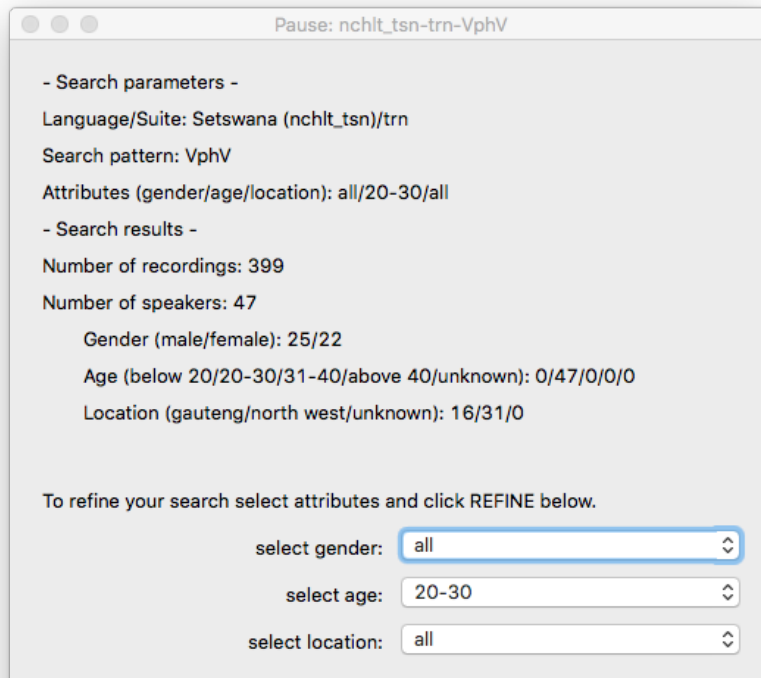 Pause: nchlt_tsn-trn-VphV
- Search parameters -
Language/Suite: Setswana (nchlt_tsn)/trn
Search pattern: VphV
Attributes (gender/age/location): all/20-30/all
- Search results -
Number of recordings: 399
Number of speakers: 47
Gender (male/female): 25/22
Age (below 20/20-30/31-40/above 40/unknown): 0/47/0/0/0
Location (gauteng/north west/unknown): 16/31/0
To refine your search select attributes and click REFINE below.
select gender: all
select age: 20-30
select location: all